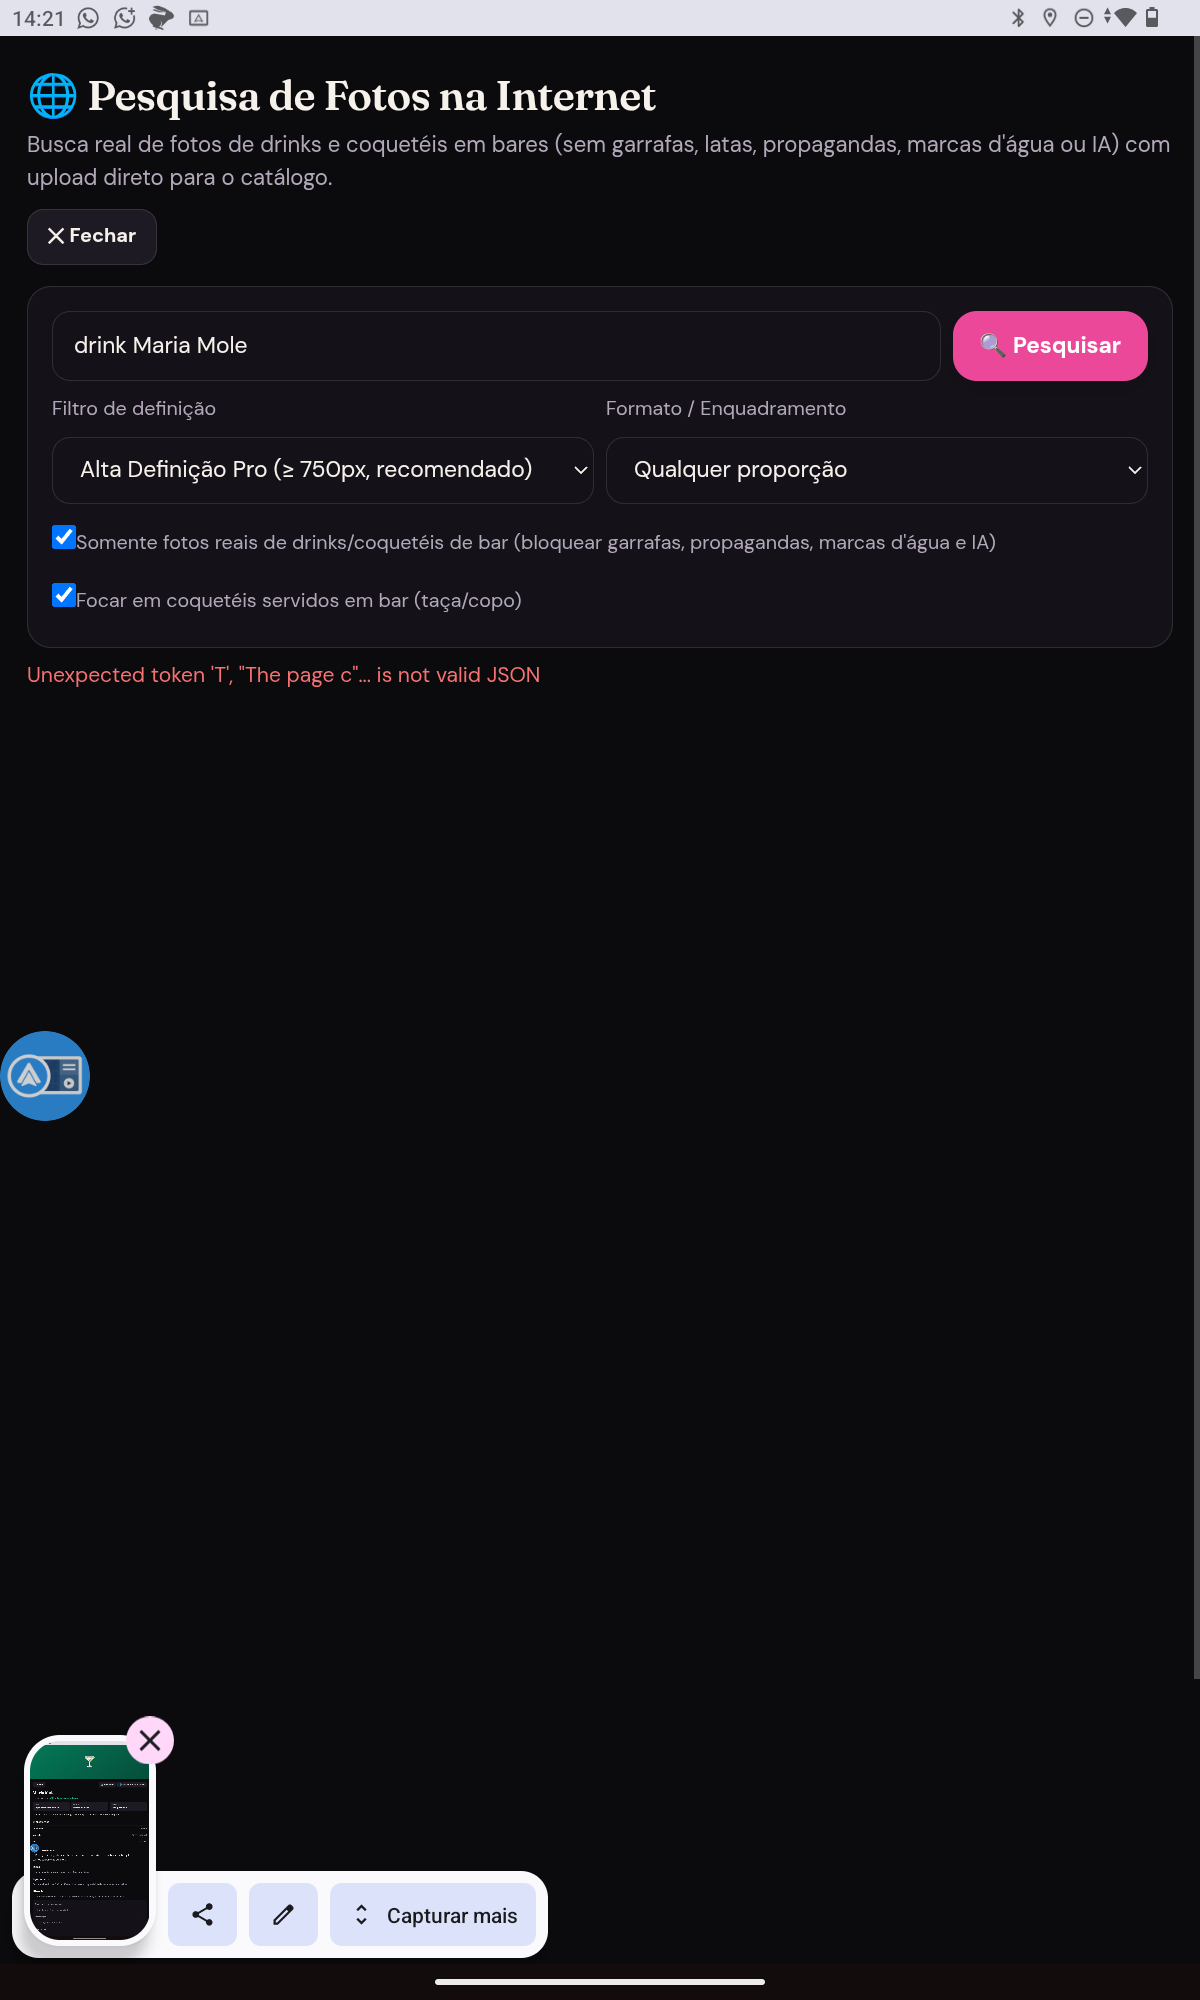 14:21
Pesquisa de Fotos na Internet
Busca real de fotos de drinks e coquetéis em bares (sem garrafas, latas, propagandas, marcas d'água ou IA) com
upload direto para o catálogo.
Fechar
drink Maria Mole
Pesquisar
Filtro de definição
Formato / Enquadramento
Alta Definição Pro (≥ 750px, recomendado)
Qualquer proporção
Somente fotos reais de drinks/coquetéis de bar (bloquear garrafas, propagandas, marcas d'água e IA)
Focar em coquetéis servidos em bar (taça/copo)
Unexpected token 'T', "The page c"... is not valid JSON
Capturar mais